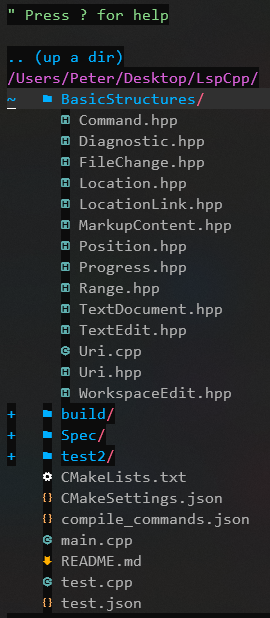 " Press ? for help
.. (up a dir)
/Users/Peter/Desktop/LspCpp/
~ BasicStructures/
Command.hpp
Diagnostic.hpp
FileChange.hpp
Location.hpp
LocationLink.hpp
MarkupContent.hpp
Position.hpp
Progress.hpp
Range.hpp
TextDocument.hpp
TextEdit.hpp
Uri.cpp
Uri.hpp
WorkspaceEdit.hpp
+ build/
+ Spec/
+ test2/
CMakeLists.txt
CMakeSettings.json
compile_commands.json
main.cpp
README.md
test.cpp
test.json